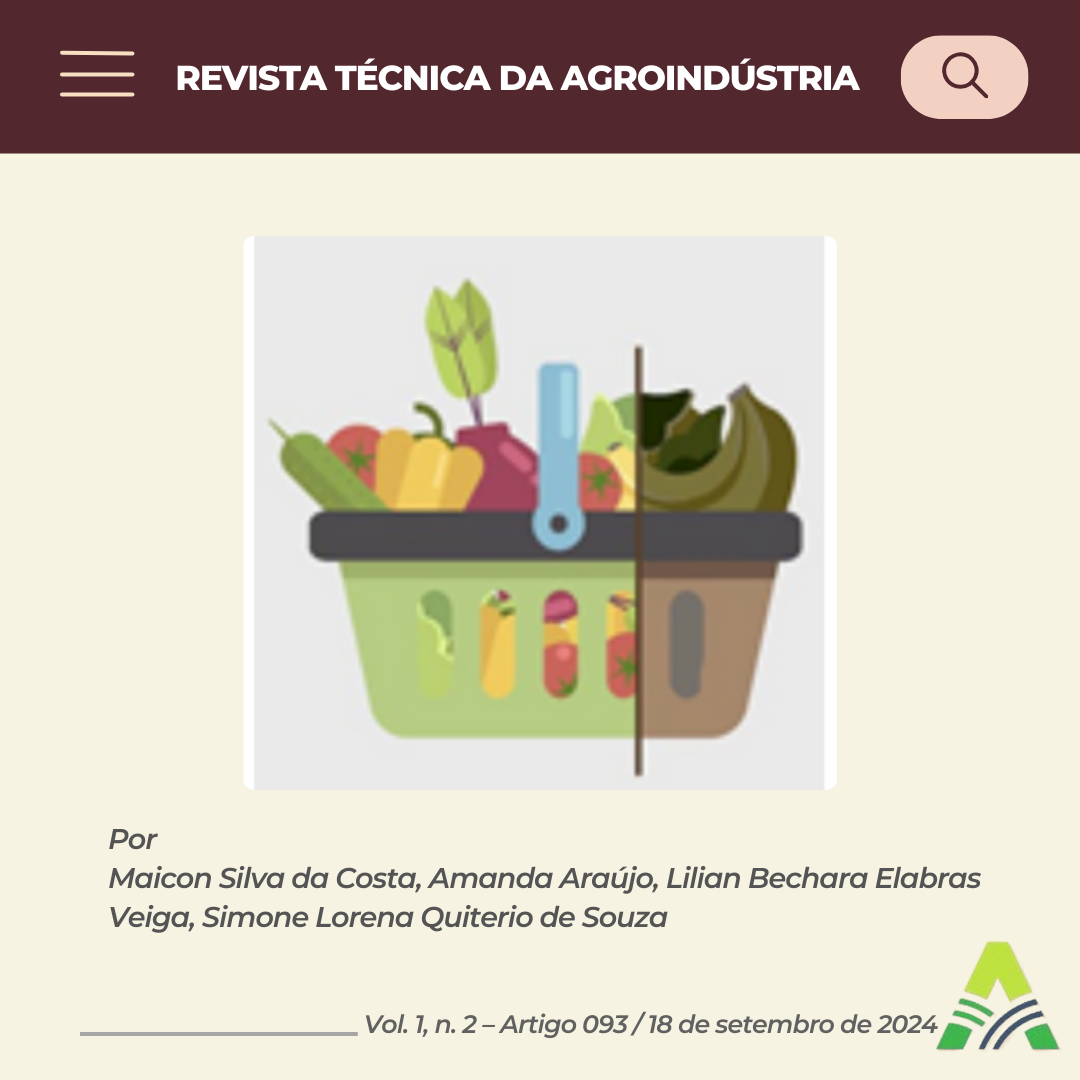 REVISTA TÉCNICA DA AGROINDÚSTRIA
Por
Maicon Silva da Costa, Amanda Araújo, Lilian Bechara Elabras
Veiga, Simone Lorena Quiterio de Souza
Vol. 1, n. 2 – Artigo 093 / 18 de setembro de 2024